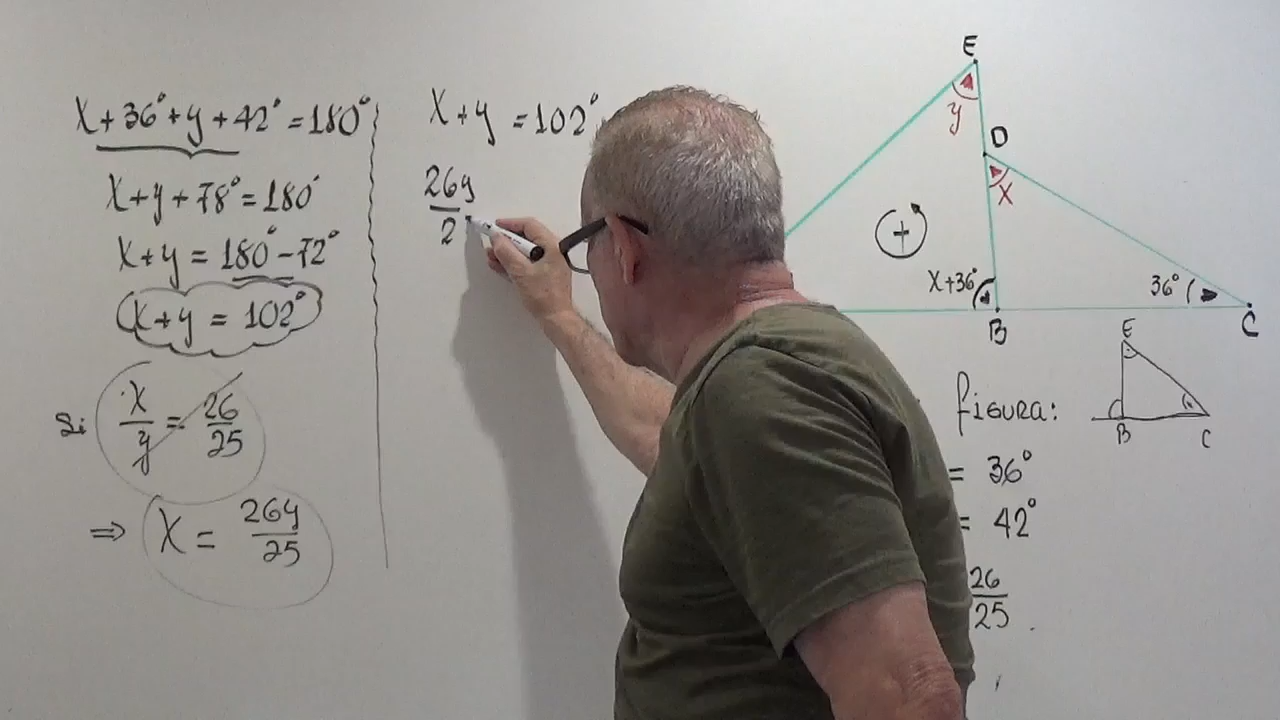 X+36°+y+42°=180°
X+y+78°=180°
X+y=180°-72°
X+y=102°
Si X/y=26/25
⇒ X=26y/25
X+y=102°
26y/2
E
y
D
X
X+36°
36°
B
C
E
figura:
B
C
= 36°
= 42°
26/25.